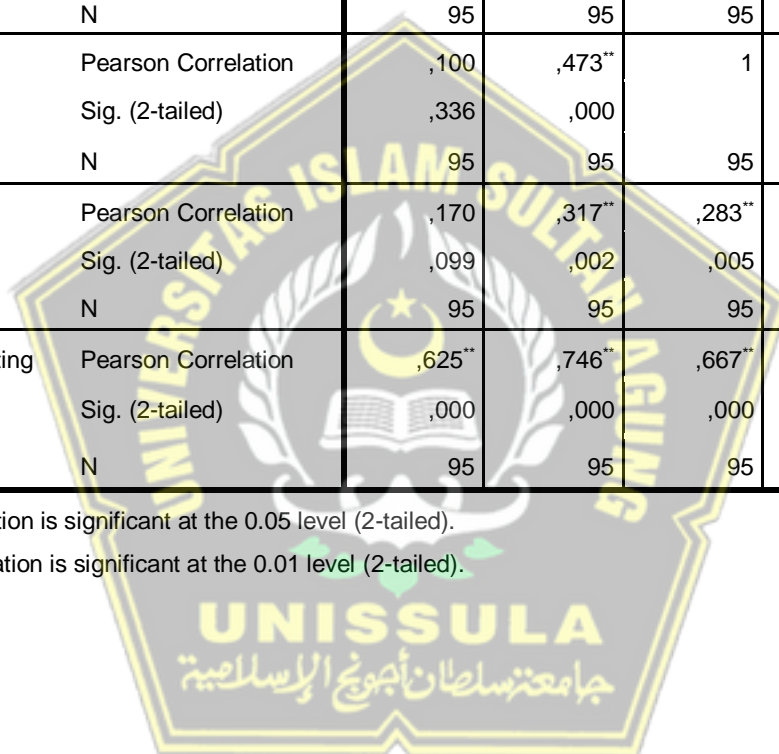 N 95 95 95
Pearson Correlation ,100 ,473** 1
Sig. (2-tailed) ,336 ,000
N 95 95 95
Pearson Correlation ,170 ,317** ,283**
Sig. (2-tailed) ,099 ,002 ,005
N 95 95 95
ting Pearson Correlation ,625** ,746** ,667**
Sig. (2-tailed) ,000 ,000 ,000
N 95 95 95
tion is significant at the 0.05 level (2-tailed).
ation is significant at the 0.01 level (2-tailed).
UNIVERSITAS ISLAM SULTAN AGUNG
UNISSULA
جامعتنسلطان أجونج الإسلامية